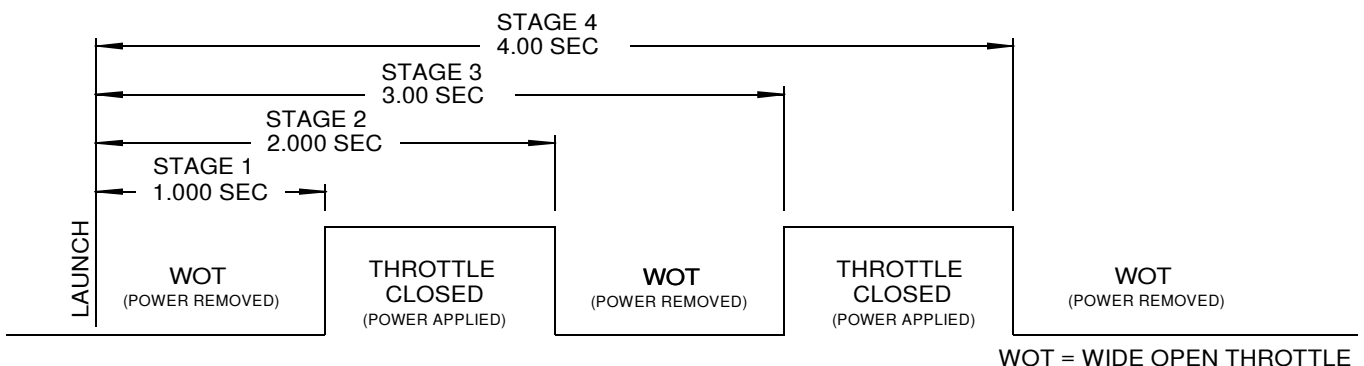 STAGE 4
4.00 SEC
STAGE 3
3.00 SEC
STAGE 2
2.000 SEC
STAGE 1
1.000 SEC
LAUNCH
WOT
(POWER REMOVED)
THROTTLE
CLOSED
(POWER APPLIED)
WOT
(POWER REMOVED)
THROTTLE
CLOSED
(POWER APPLIED)
WOT
(POWER REMOVED)
WOT = WIDE OPEN THROTTLE